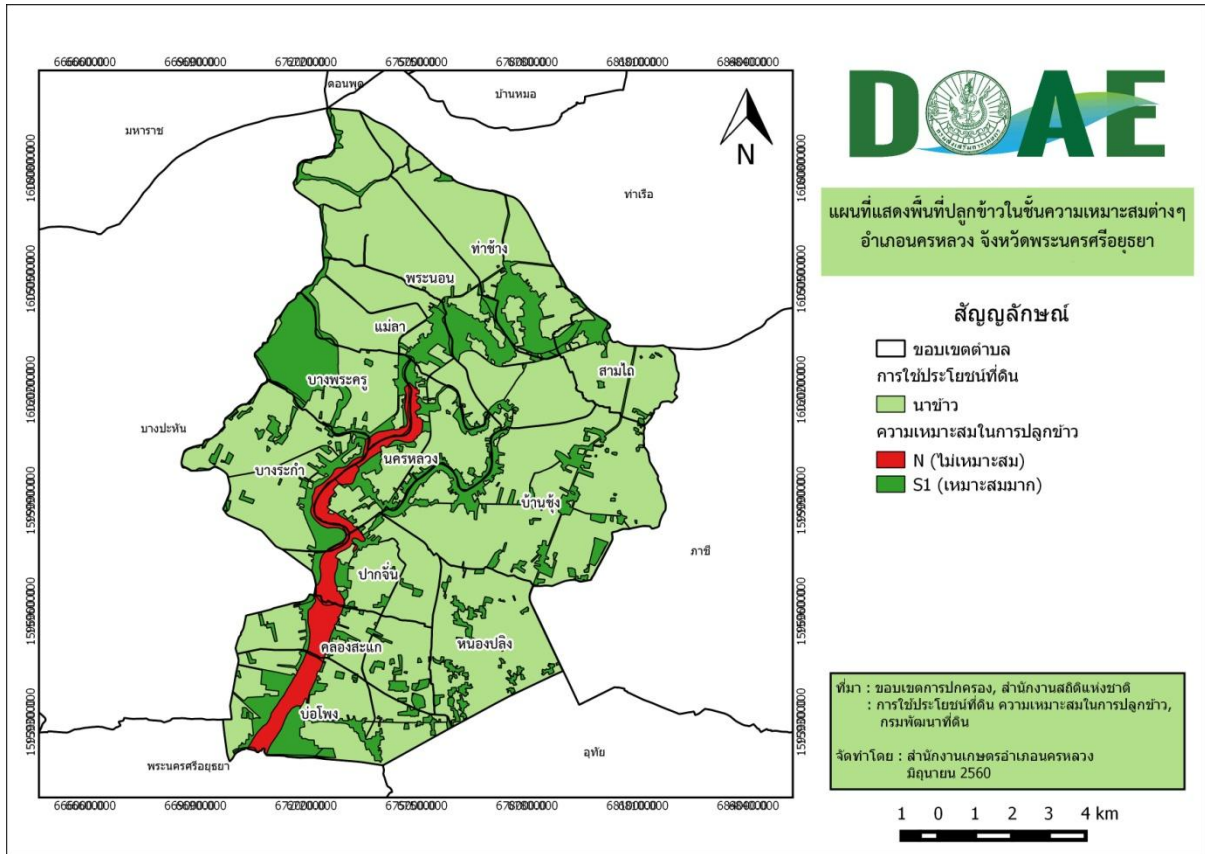 DOAE
แผนที่แสดงพื้นที่ปลูกข้าวในชั้นความเหมาะสมต่างๆ
อำเภอนครหลวง จังหวัดพระนครศรีอยุธยา
สัญญลักษณ์
ขอบเขตตำบล
การใช้ประโยชน์ที่ดิน
นาข้าว
ความเหมาะสมในการปลูกข้าว
N (ไม่เหมาะสม)
S1 (เหมาะสมมาก)
ที่มา : ขอบเขตการปกครอง, สำนักงานสถิติแห่งชาติ
: การใช้ประโยชน์ที่ดิน ความเหมาะสมในการปลูกข้าว,
กรมพัฒนาที่ดิน
จัดทำโดย : สำนักงานเกษตรอำเภอนครหลวง
มิถุนายน 2560
1 0 1 2 3 4 km
N
ดอนพุด
บ้านหมอ
มหาราช
ท่าเรือ
ท่าช้าง
พระนอน
แม่ลา
สามไถ
บางพระครู
บางปะหัน
นครหลวง
บางระกำ
บ้านชุ้ง
ภาชี
ปากจั่น
คลองสะแก
หนองปลิง
บ่อโพง
พระนครศรีอยุธยา
อุทัย